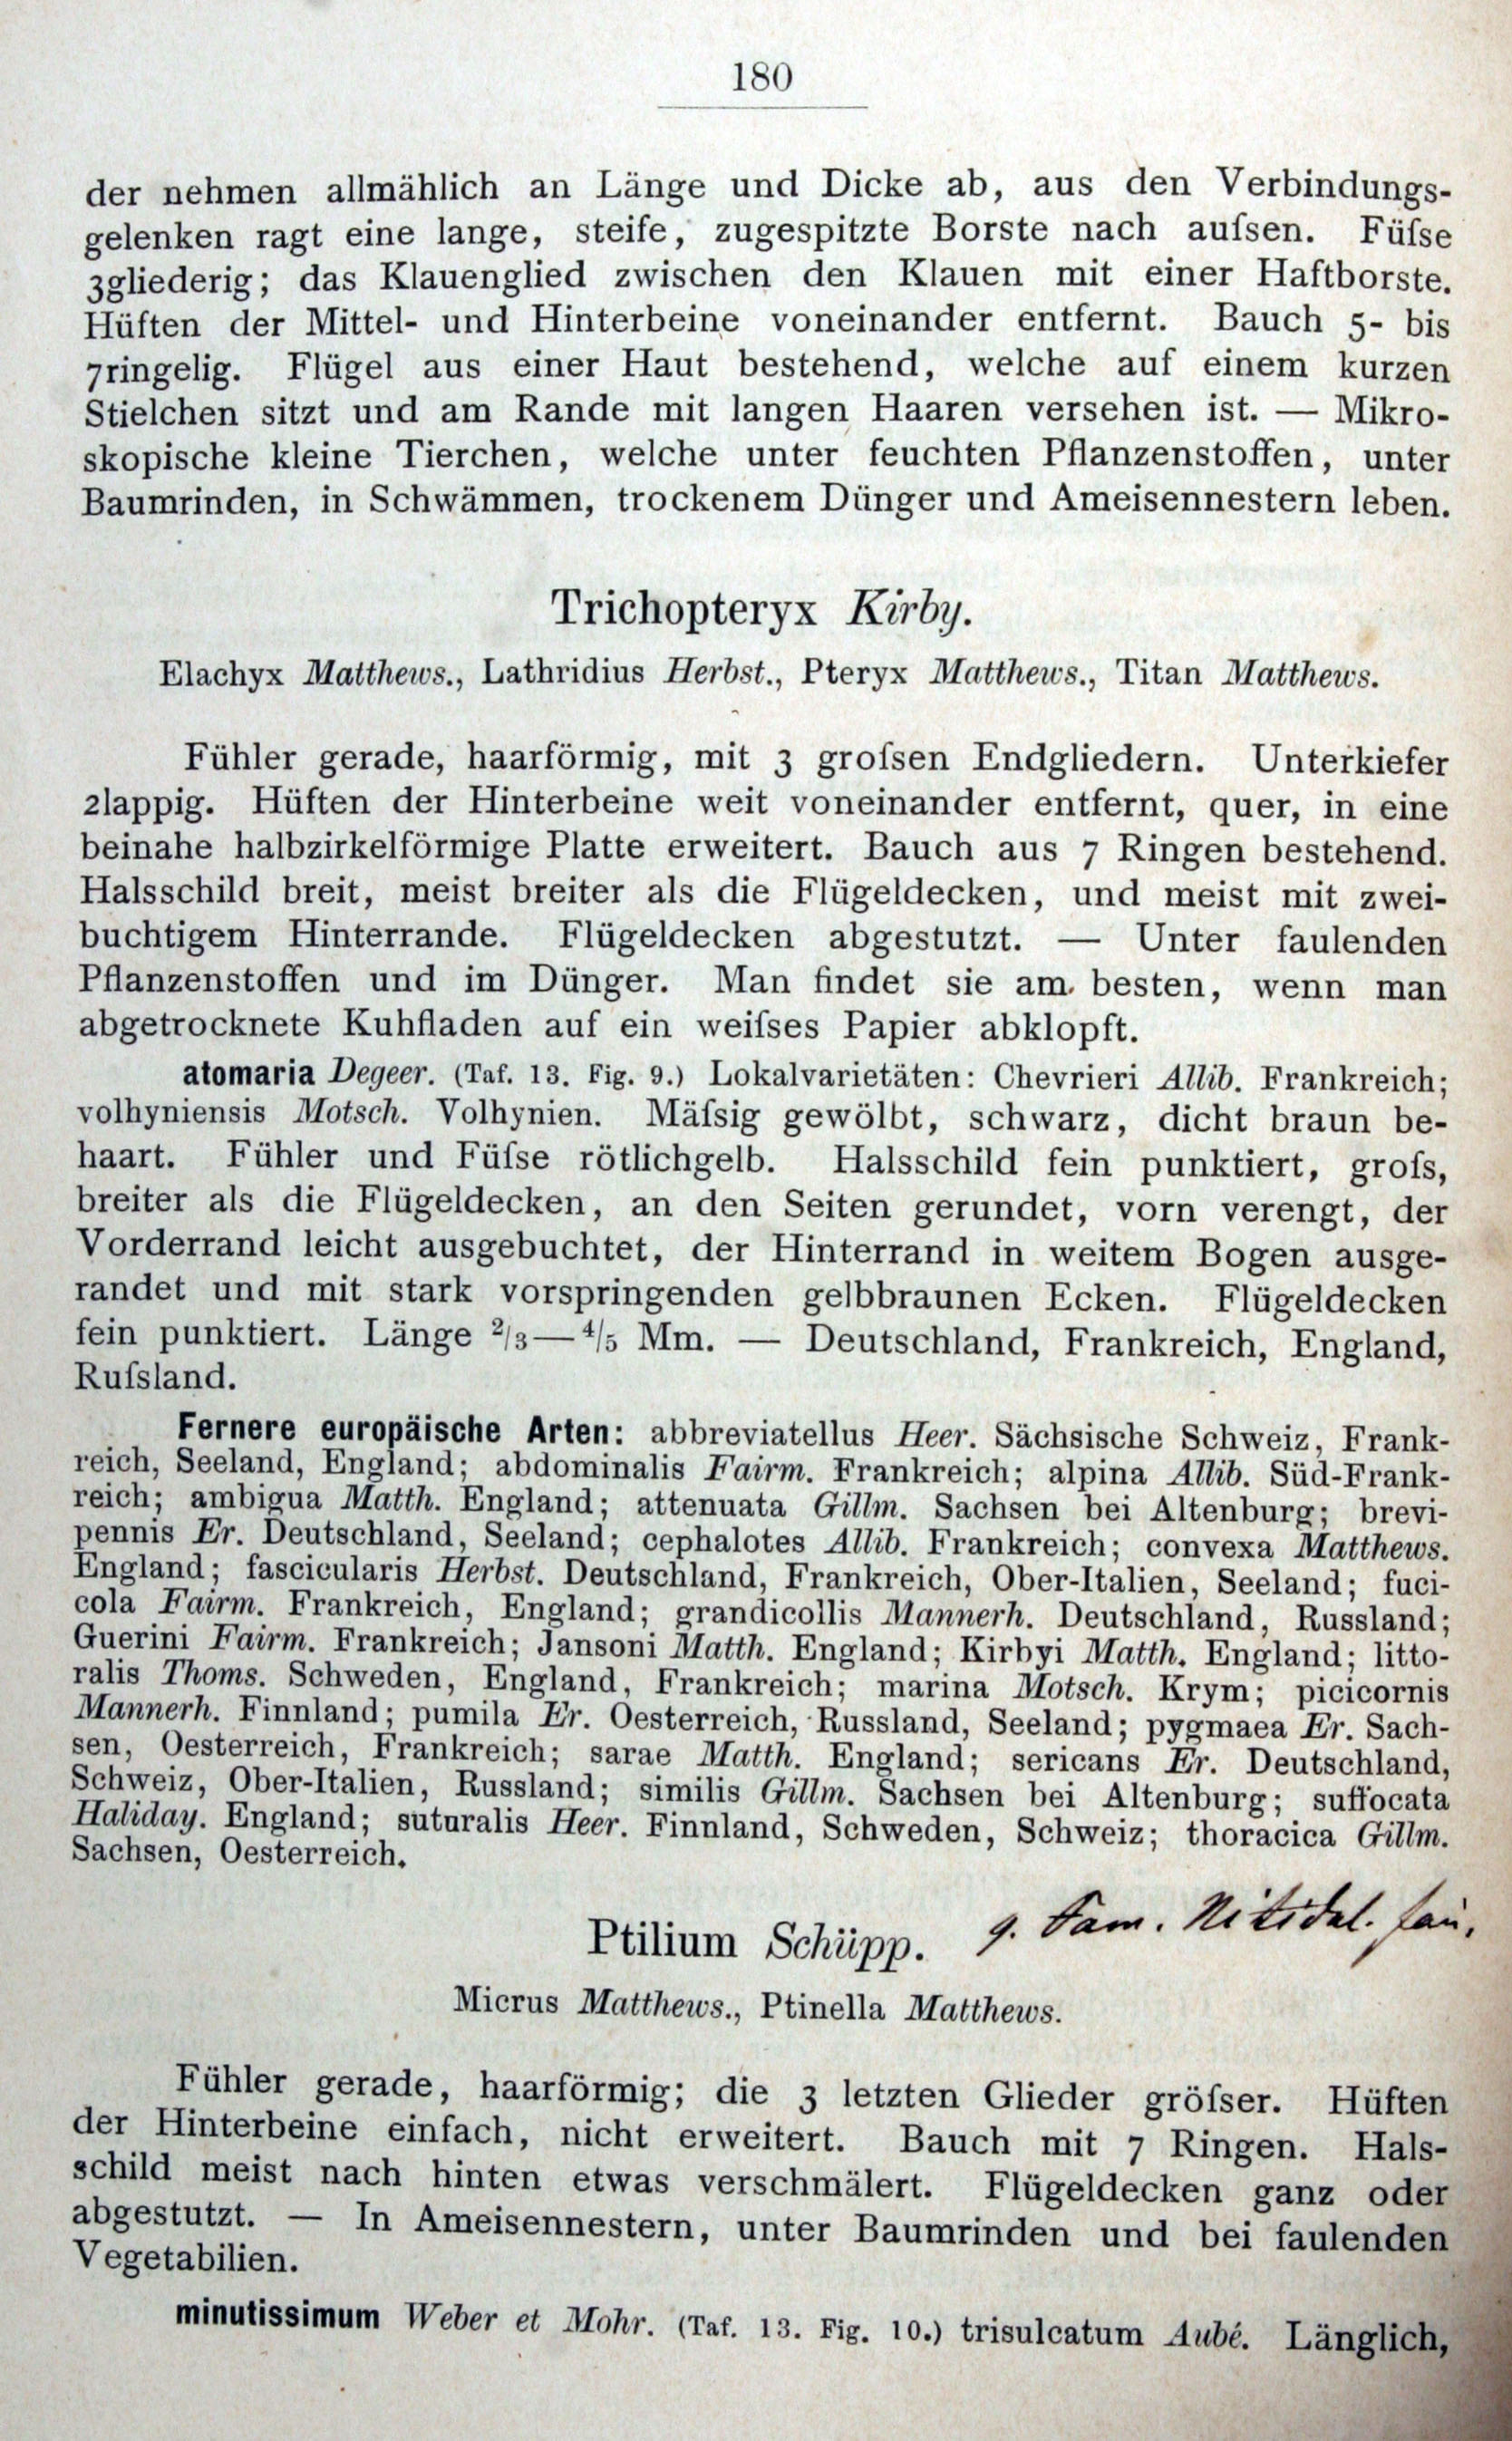 180
der nehmen allmählich an Länge und Dicke ab, aus den Verbindungs-
gelenken ragt eine lange, steife, zugespitzte Borste nach auſsen. Füſse
3gliederig; das Klauenglied zwischen den Klauen mit einer Haftborste.
Hüften der Mittel- und Hinterbeine voneinander entfernt. Bauch 5- bis
7ringelig. Flügel aus einer Haut bestehend, welche auf einem kurzen
Stielchen sitzt und am Rande mit langen Haaren versehen ist. — Mikro-
skopische kleine Tierchen, welche unter feuchten Pflanzenstoffen, unter
Baumrinden, in Schwämmen, trockenem Dünger und Ameisennestern leben.
Trichopteryx Kirby.
Elachyx Matthews., Lathridius Herbst., Pteryx Matthews., Titan Matthews.
Fühler gerade, haarförmig, mit 3 groſsen Endgliedern. Unterkiefer
2lappig. Hüften der Hinterbeine weit voneinander entfernt, quer, in eine
beinahe halbzirkelförmige Platte erweitert. Bauch aus 7 Ringen bestehend.
Halsschild breit, meist breiter als die Flügeldecken, und meist mit zwei-
buchtigem Hinterrande. Flügeldecken abgestutzt. — Unter faulenden
Pflanzenstoffen und im Dünger. Man findet sie am besten, wenn man
abgetrocknete Kuhfladen auf ein weiſses Papier abklopft.
atomaria Degeer. (Taf. 13. Fig. 9.) Lokalvarietäten: Chevrieri Allib. Frankreich;
volhyniensis Motsch. Volhynien. Mäſsig gewölbt, schwarz, dicht braun be-
haart. Fühler und Füſse rötlichgelb. Halsschild fein punktiert, groſs,
breiter als die Flügeldecken, an den Seiten gerundet, vorn verengt, der
Vorderrand leicht ausgebuchtet, der Hinterrand in weitem Bogen ausge-
randet und mit stark vorspringenden gelbbraunen Ecken. Flügeldecken
fein punktiert. Länge 2/3—4/5 Mm. — Deutschland, Frankreich, England,
Ruſsland.
Fernere europäische Arten: abbreviatellus Heer. Sächsische Schweiz, Frank-
reich, Seeland, England; abdominalis Fairm. Frankreich; alpina Allib. Süd-Frank-
reich; ambigua Matth. England; attenuata Gillm. Sachsen bei Altenburg; brevi-
pennis Er. Deutschland, Seeland; cephalotes Allib. Frankreich; convexa Matthews.
England; fascicularis Herbst. Deutschland, Frankreich, Ober-Italien, Seeland; fuci-
cola Fairm. Frankreich, England; grandicollis Mannerh. Deutschland, Russland;
Guerini Fairm. Frankreich; Jansoni Matth. England; Kirbyi Matth. England; litto-
ralis Thoms. Schweden, England, Frankreich; marina Motsch. Krym; picicornis
Mannerh. Finnland; pumila Er. Oesterreich, Russland, Seeland; pygmaea Er. Sach-
sen, Oesterreich, Frankreich; sarae Matth. England; sericans Er. Deutschland,
Schweiz, Ober-Italien, Russland; similis Gillm. Sachsen bei Altenburg; suffocata
Haliday. England; suturalis Heer. Finnland, Schweden, Schweiz; thoracica Gillm.
Sachsen, Oesterreich.
Ptilium Schüpp. Fam. Nitidul.
Micrus Matthews., Ptinella Matthews.
Fühler gerade, haarförmig; die 3 letzten Glieder gröſser. Hüften
der Hinterbeine einfach, nicht erweitert. Bauch mit 7 Ringen. Hals-
schild meist nach hinten etwas verschmälert. Flügeldecken ganz oder
abgestutzt. — In Ameisennestern, unter Baumrinden und bei faulenden
Vegetabilien.
minutissimum Weber et Mohr. (Taf. 13. Fig. 10.) trisulcatum Aubé. Länglich,